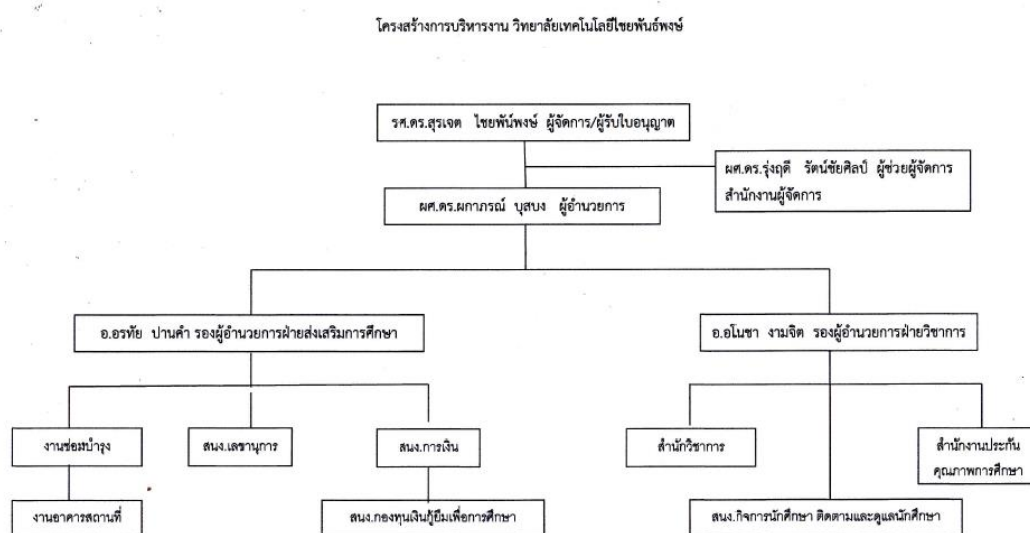 โครงสร้างการบริหารงาน วิทยาลัยเทคโนโลยีไชยพันธ์พงษ์
รศ.ดร.สุรเจต ไชยพันพงษ์ ผู้จัดการ/ผู้รับใบอนุญาต
ผศ.ดร.รุ่งฤดี รัตน์ชัยศิลป์ ผู้ช่วยผู้จัดการ
สำนักงานผู้จัดการ
ผศ.ดร.ผกาภรณ์ บุสบง ผู้อำนวยการ
อ.อรทัย ปานคำ รองผู้อำนวยการฝ่ายส่งเสริมการศึกษา
อ.อโนชา งามจิต รองผู้อำนวยการฝ่ายวิชาการ
งานซ่อมบำรุง
สนง.เลขานุการ
สนง.การเงิน
สำนักวิชาการ
สำนักงานประกัน
คุณภาพการศึกษา
งานอาคารสถานที่
สนง.กองทุนเงินกู้ยืมเพื่อการศึกษา
สนง.กิจการนักศึกษา ติดตามและดูแลนักศึกษา